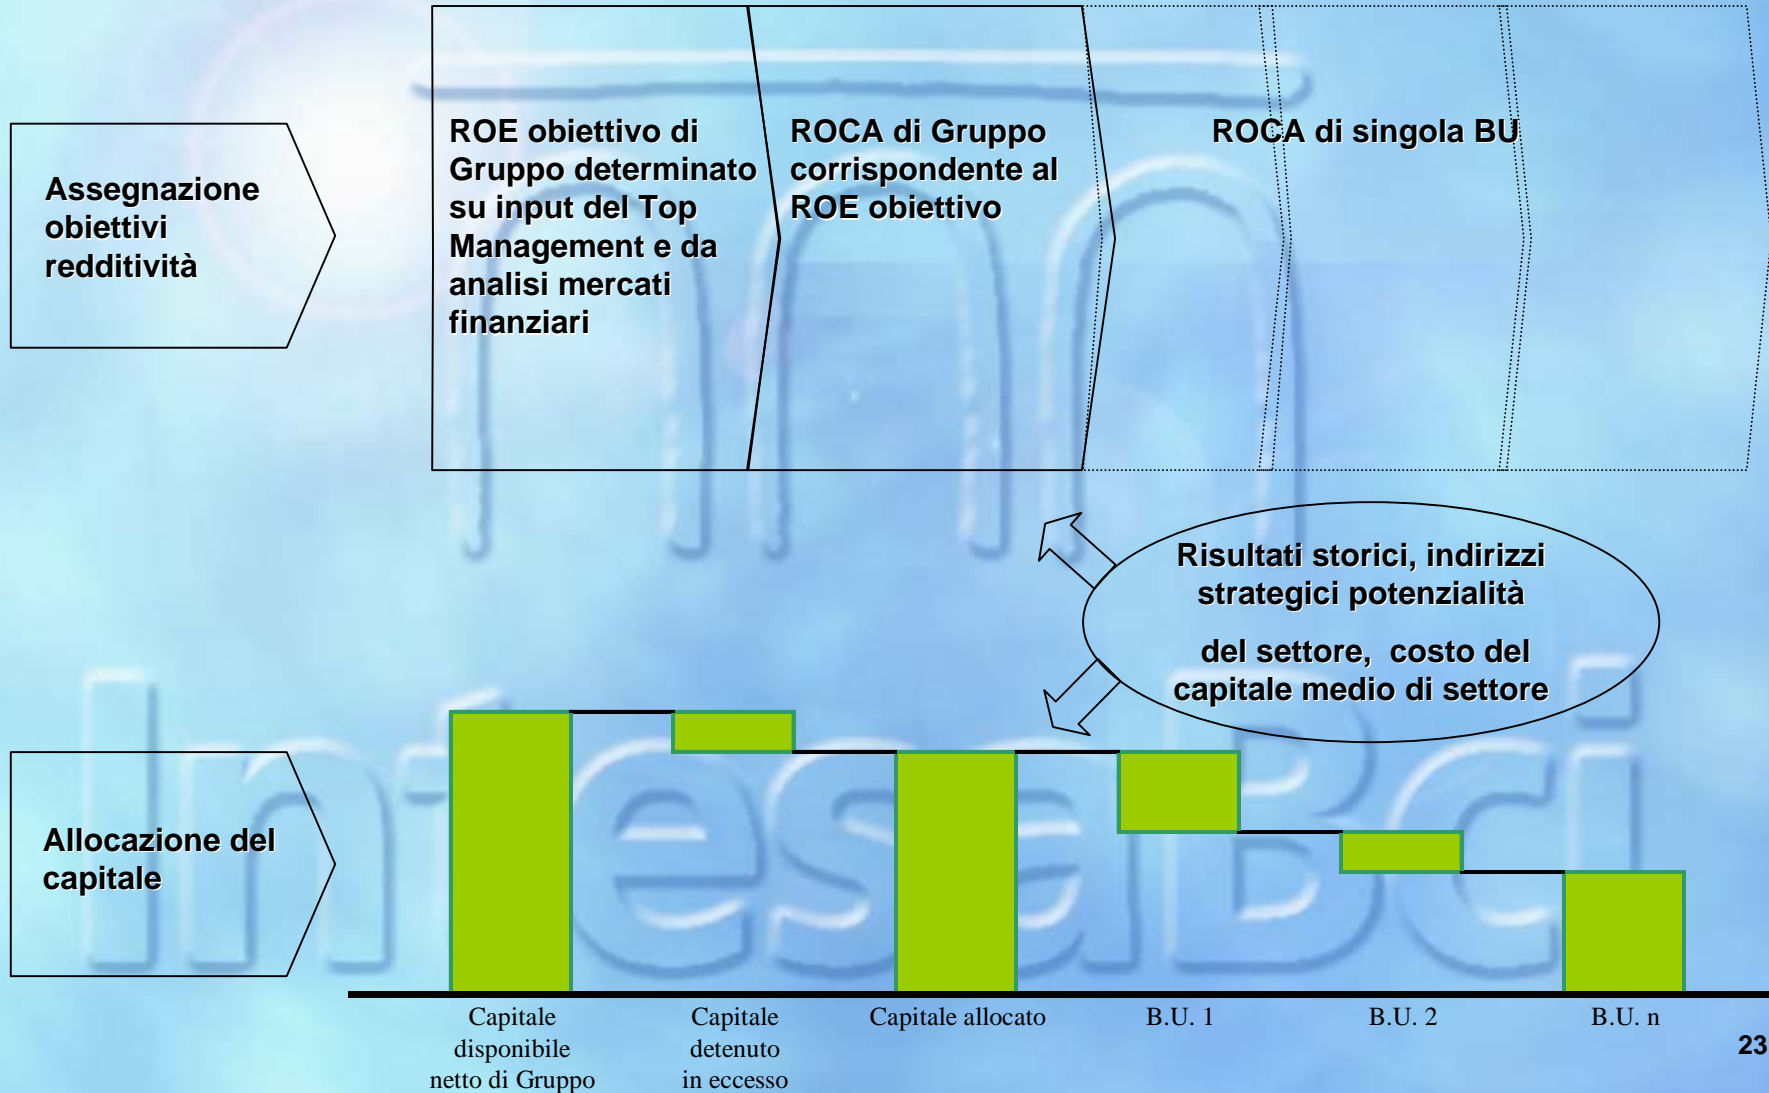 Assegnazione
obiettivi
redditività
ROE obiettivo di
Gruppo determinato
su input del Top
Management e da
analisi mercati
finanziari
ROCA di Gruppo
corrispondente al
ROE obiettivo
ROCA di singola BU
Risultati storici, indirizzi
strategici potenzialità
del settore, costo del
capitale medio di settore
Allocazione del
capitale
IntesaBci
Capitale
disponibile
netto di Gruppo
Capitale
detenuto
in eccesso
Capitale allocato
B.U. 1
B.U. 2
B.U. n
23